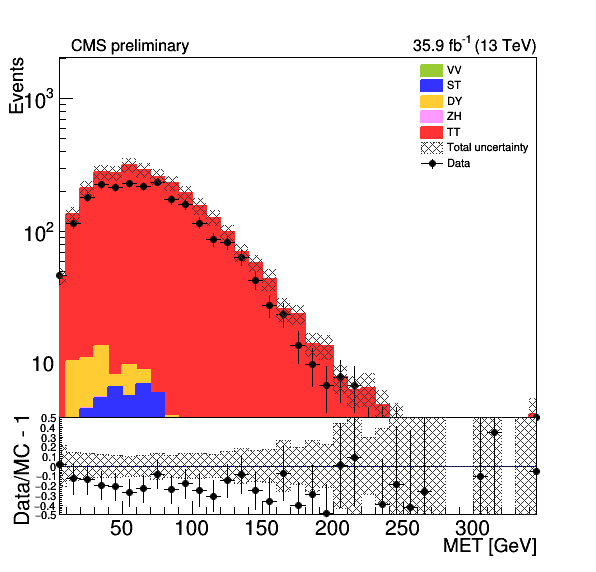 CMS preliminary 35.9 fb⁻¹ (13 TeV)
Events
10³
10²
10
VV
ST
DY
ZH
TT
Total uncertainty
Data
Data/MC - 1
0.5
0.4
0.3
0.2
0.1
0
-0.1
-0.2
-0.3
-0.4
-0.5
50 100 150 200 250 300
MET [GeV]